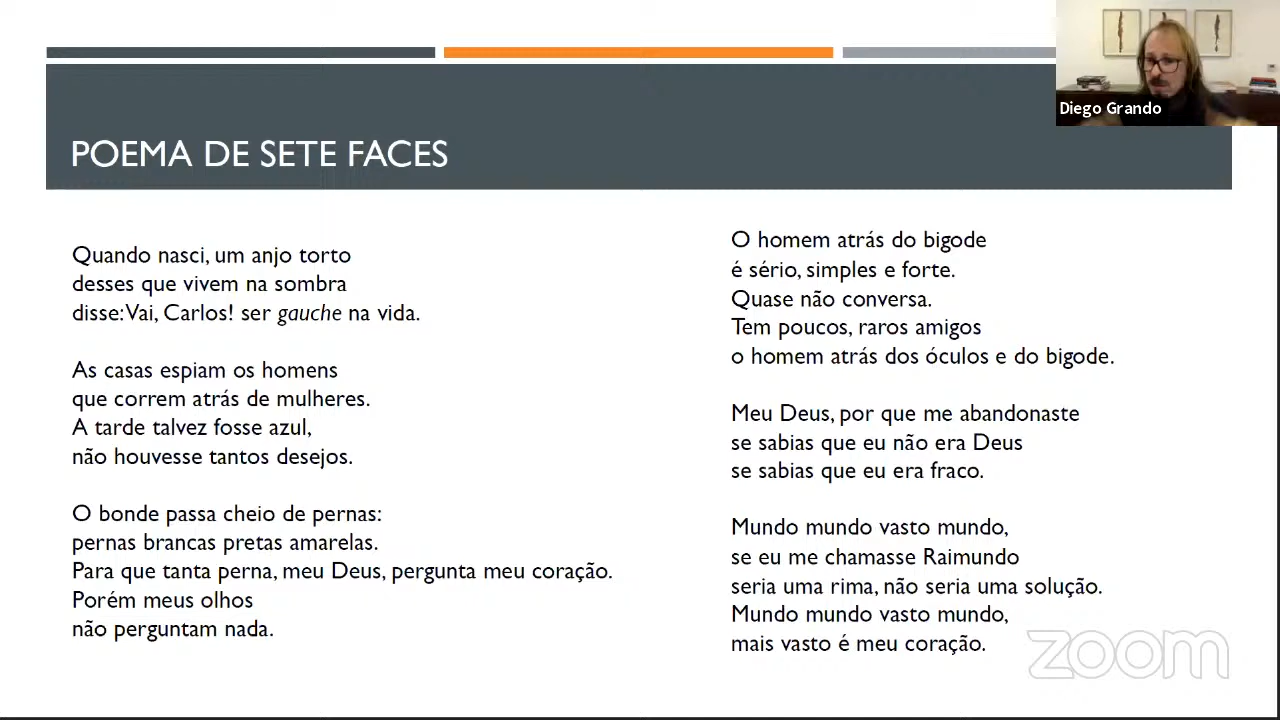 Diego Grando
POEMA DE SETE FACES
Quando nasci, um anjo torto
desses que vivem na sombra
disse: Vai, Carlos! ser gauche na vida.
As casas espiam os homens
que correm atrás de mulheres.
A tarde talvez fosse azul,
não houvesse tantos desejos.
O bonde passa cheio de pernas:
pernas brancas pretas amarelas.
Para que tanta perna, meu Deus, pergunta meu coração.
Porém meus olhos
não perguntam nada.
O homem atrás do bigode
é sério, simples e forte.
Quase não conversa.
Tem poucos, raros amigos
o homem atrás dos óculos e do bigode.
Meu Deus, por que me abandonaste
se sabias que eu não era Deus
se sabias que eu era fraco.
Mundo mundo vasto mundo,
se eu me chamasse Raimundo
seria uma rima, não seria uma solução.
Mundo mundo vasto mundo,
mais vasto é meu coração.
zoom